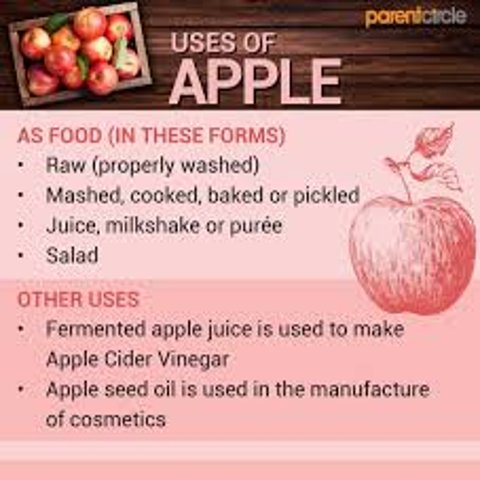 parentcircle
USES OF
APPLE
AS FOOD (IN THESE FORMS)
• Raw (properly washed)
• Mashed, cooked, baked or pickled
• Juice, milkshake or purée
• Salad
OTHER USES
• Fermented apple juice is used to make
Apple Cider Vinegar
• Apple seed oil is used in the manufacture
of cosmetics